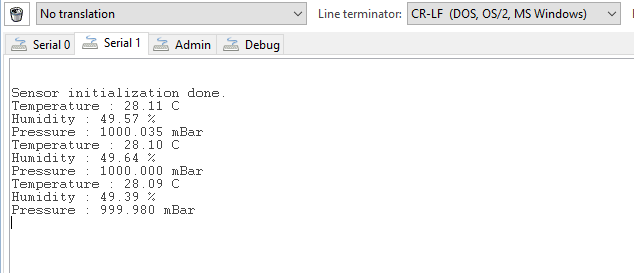 No translation Line terminator: CR-LF (DOS, OS/2, MS Windows)
Serial 0 Serial 1 Admin Debug
Sensor initialization done.
Temperature : 28.11 C
Humidity : 49.57 %
Pressure : 1000.035 mBar
Temperature : 28.10 C
Humidity : 49.64 %
Pressure : 1000.000 mBar
Temperature : 28.09 C
Humidity : 49.39 %
Pressure : 999.980 mBar